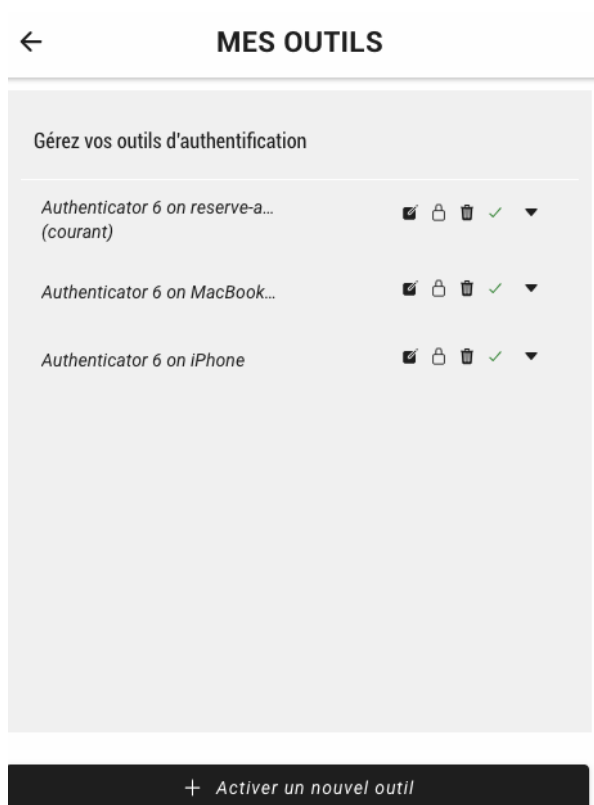 MES OUTILS
Gérez vos outils d'authentification
Authenticator 6 on reserve-a...
(courant)
Authenticator 6 on MacBook...
Authenticator 6 on iPhone
+ Activer un nouvel outil